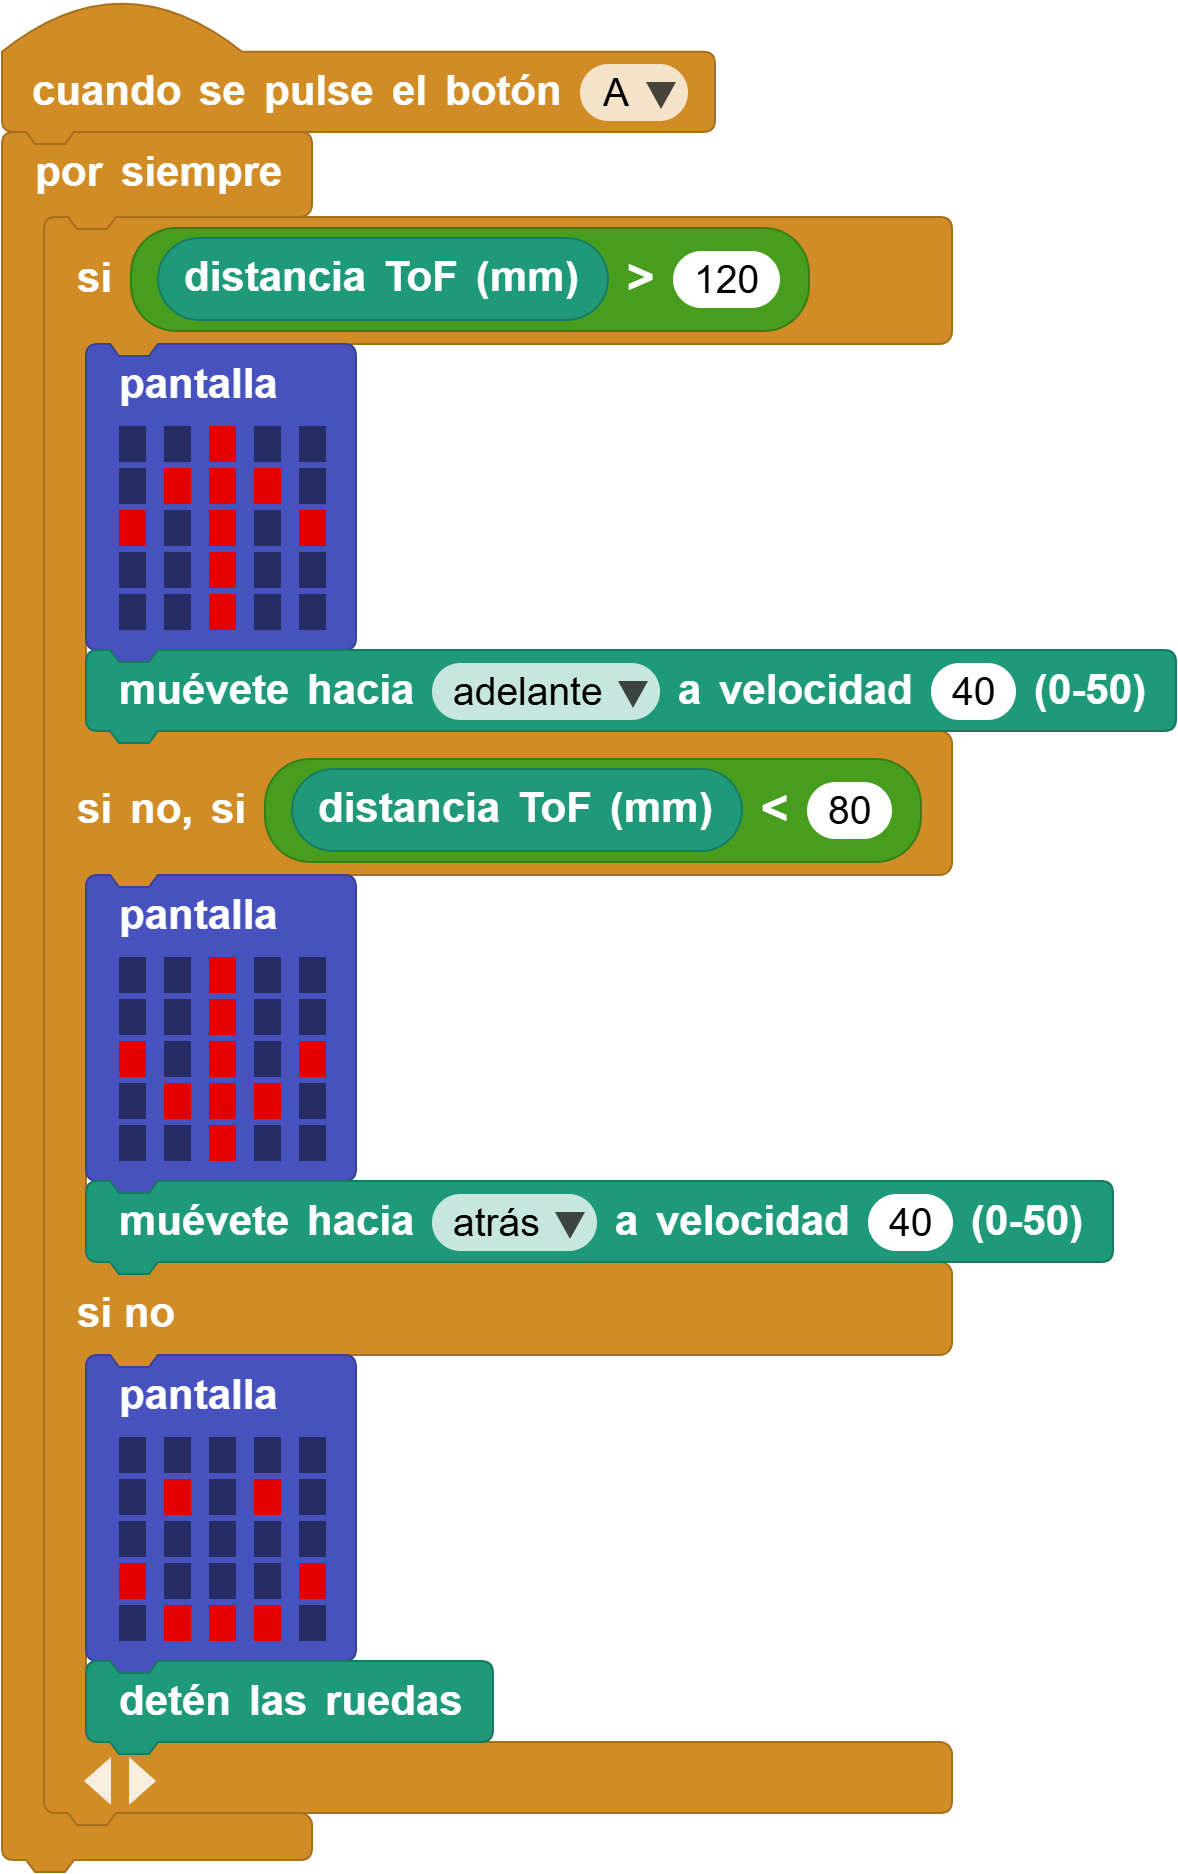 cuando se pulse el botón A
por siempre
si distancia ToF (mm) > 120
pantalla
muévete hacia adelante a velocidad 40 (0-50)
si no, si distancia ToF (mm) < 80
pantalla
muévete hacia atrás a velocidad 40 (0-50)
si no
pantalla
detén las ruedas